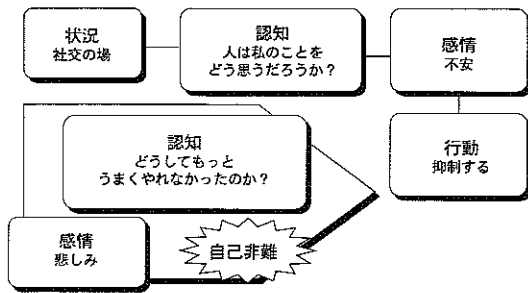 状況
社交の場
認知
人は私のことを
どう思うだろうか？
感情
不安
行動
抑制する
認知
どうしてもっと
うまくやれなかったのか？
自己非難
感情
悲しみ